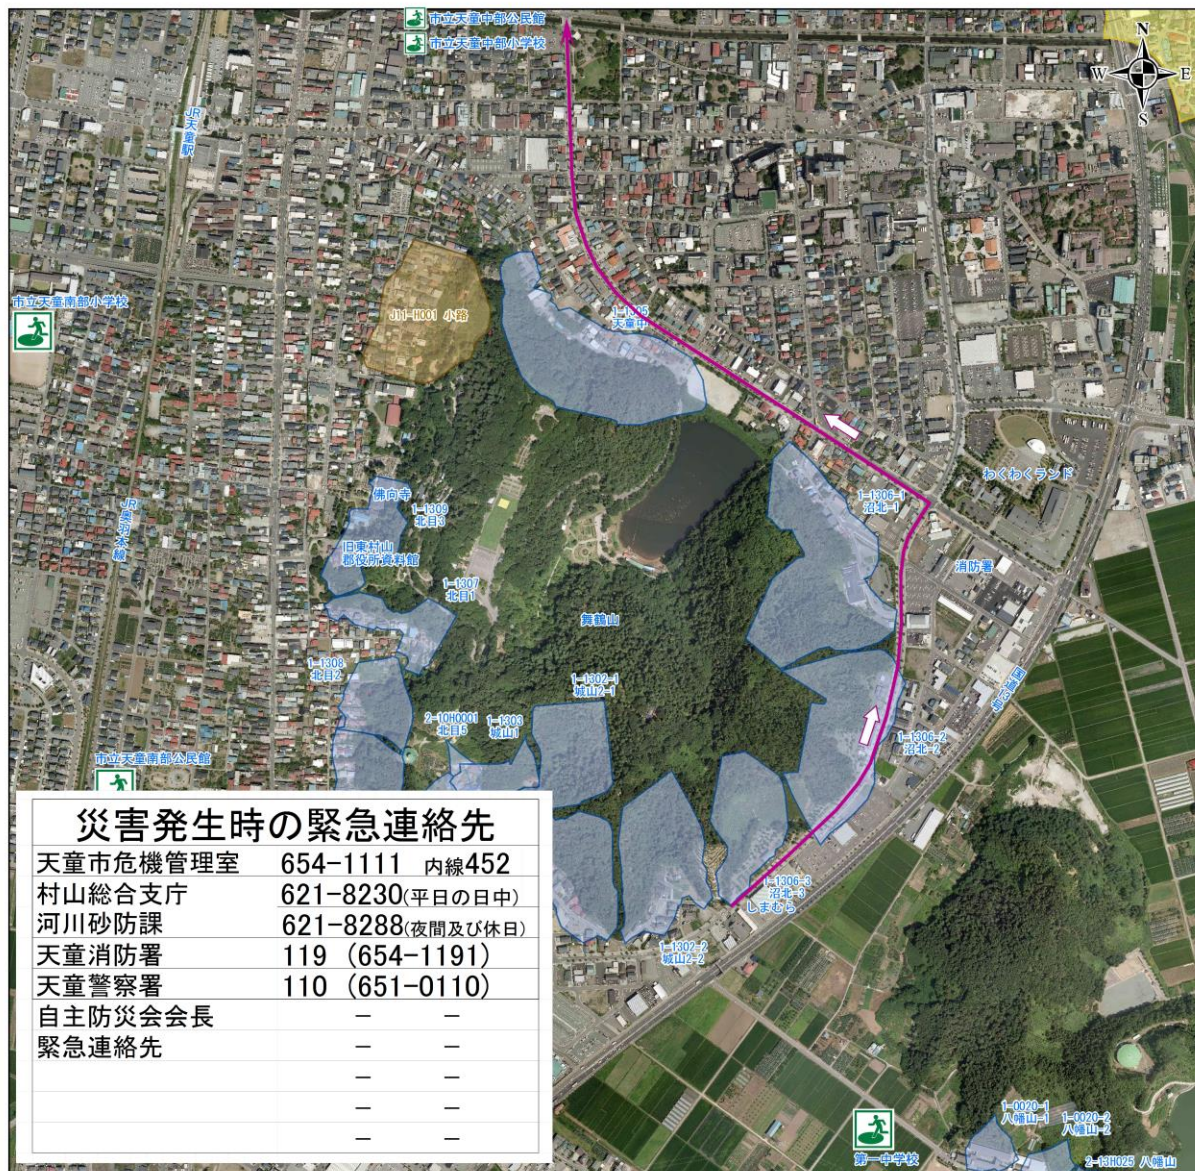 市立天童中部公民館
市立天童中部小学校
N
W
E
S
JR天童駅
市立天童南部小学校
J11-H001 小路
1-1305
天童中
わくわくランド
1-1306-1
沼北-1
佛向寺
1-1309
北目3
旧東村山
郡役所資料館
消防署
JR奥羽本線
1-1307
北目1
舞鶴山
1-1308
北目2
1-1302-1
城山2-1
国道13号
2-10H0001
北目5
1-1303
城山1
1-1306-2
沼北-2
市立天童南部公民館
災害発生時の緊急連絡先
天童市危機管理室 654-1111 内線452
村山総合支庁 621-8230(平日の日中)
河川砂防課 621-8288(夜間及び休日)
天童消防署 119 (654-1191)
天童警察署 110 (651-0110)
自主防災会会長 － －
緊急連絡先 － －
－ －
－ －
－ －
1-1306-3
沼北-3
しまむら
1-1302-2
城山2-2
第一中学校
1-0020-1
八幡山-1
1-0020-2
八幡山-2
2-13H025 八幡山